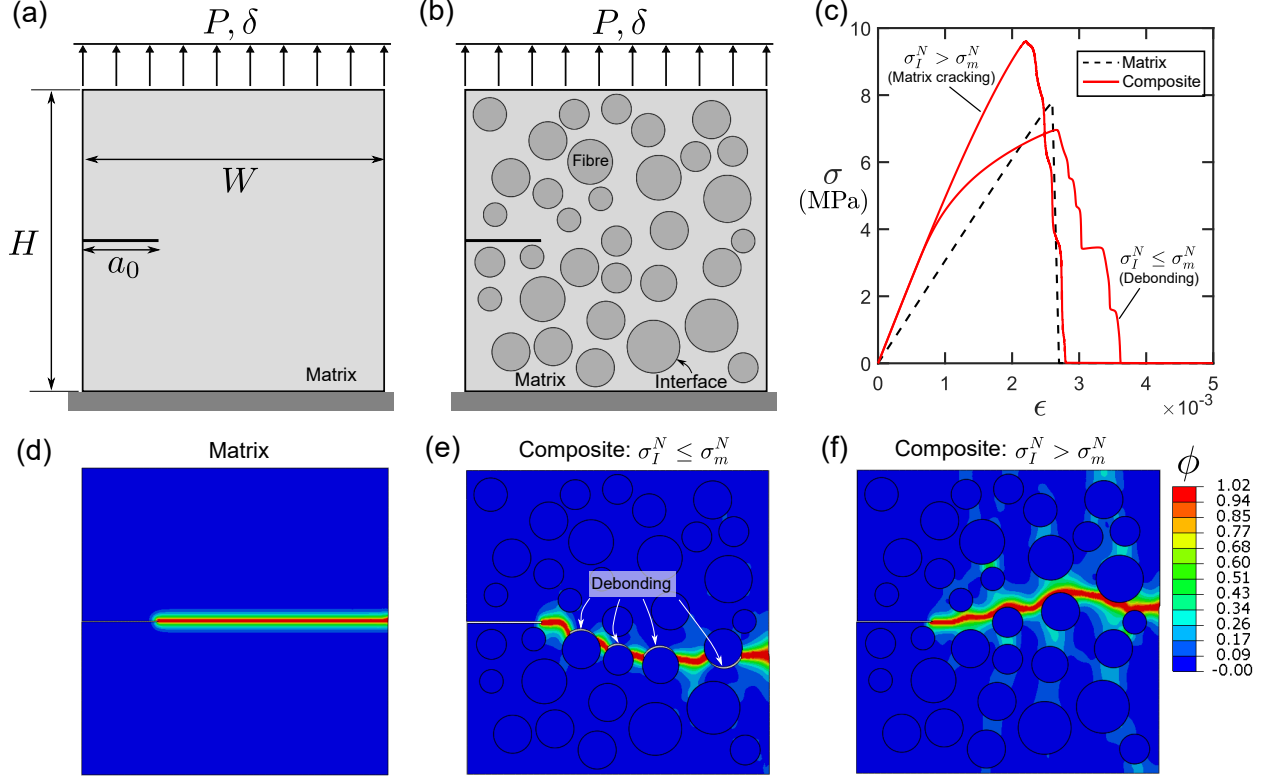 (a)
P, δ
W
H
a₀
Matrix
(b)
P, δ
Fibre
Matrix
Interface
(c)
10
8
6
4
2
0
σ
(MPa)
σ_I^N > σ_m^N
(Matrix cracking)
Matrix
Composite
σ_I^N ≤ σ_m^N
(Debonding)
0
1
2
3
4
5
ϵ
×10⁻³
(d)
Matrix
(e)
Composite: σ_I^N ≤ σ_m^N
Debonding
(f)
Composite: σ_I^N > σ_m^N
ϕ
1.02
0.94
0.85
0.77
0.68
0.60
0.51
0.43
0.34
0.26
0.17
0.09
-0.00